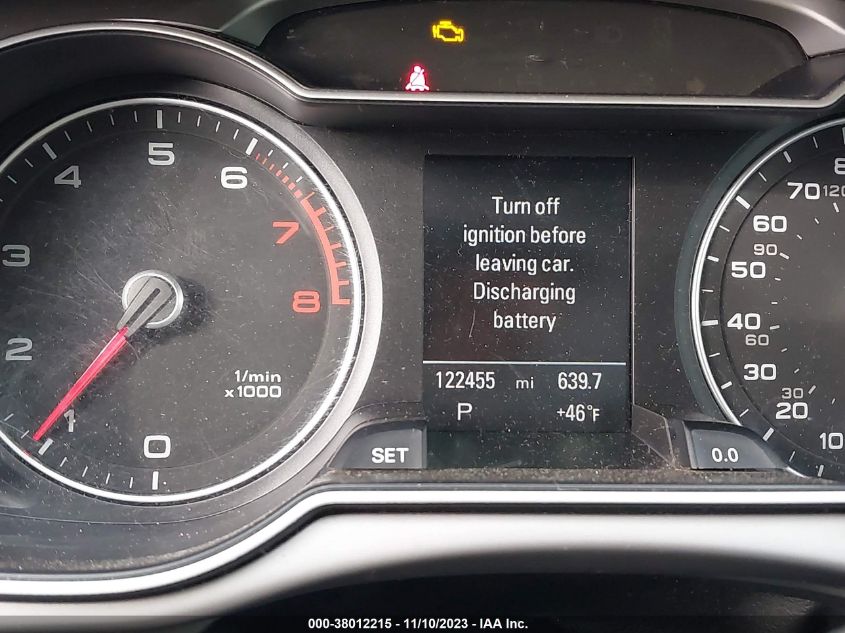 5
4
6
3
7
8
2
1
0
1/min
x1000
Turn off
ignition before
leaving car.
Discharging
battery
122455 mi 639.7
P +46°F
SET
0.0
8
70 120
60
90
50
40
60
30
30
20
10
000-38012215 - 11/10/2023 - IAA Inc.